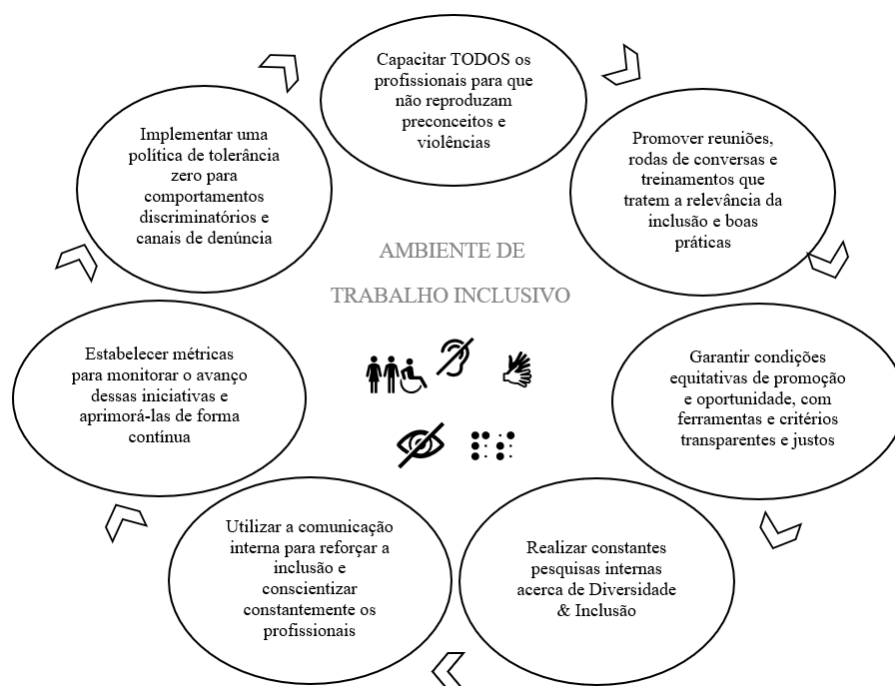 Capacitar TODOS os
profissionais para que
não reproduzam
preconceitos e
violências
Promover reuniões,
rodas de conversas e
treinamentos que
tratem a relevância da
inclusão e boas
práticas
Garantir condições
equitativas de promoção
e oportunidade, com
ferramentas e critérios
transparentes e justos
Realizar constantes
pesquisas internas
acerca de Diversidade
& Inclusão
Utilizar a comunicação
interna para reforçar a
inclusão e
conscientizar
constantemente os
profissionais
Estabelecer métricas
para monitorar o avanço
dessas iniciativas e
aprimorá-las de forma
contínua
Implementar uma
política de tolerância
zero para
comportamentos
discriminatórios e
canais de denúncia
AMBIENTE DE
TRABALHO INCLUSIVO